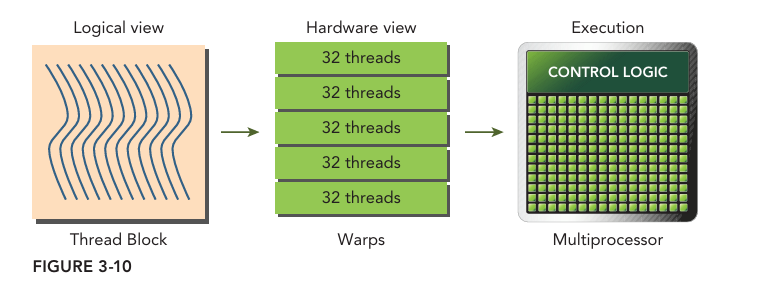 Logical view
Hardware view
Execution
32 threads
32 threads
32 threads
32 threads
32 threads
CONTROL LOGIC
Thread Block
Warps
Multiprocessor
FIGURE 3-10